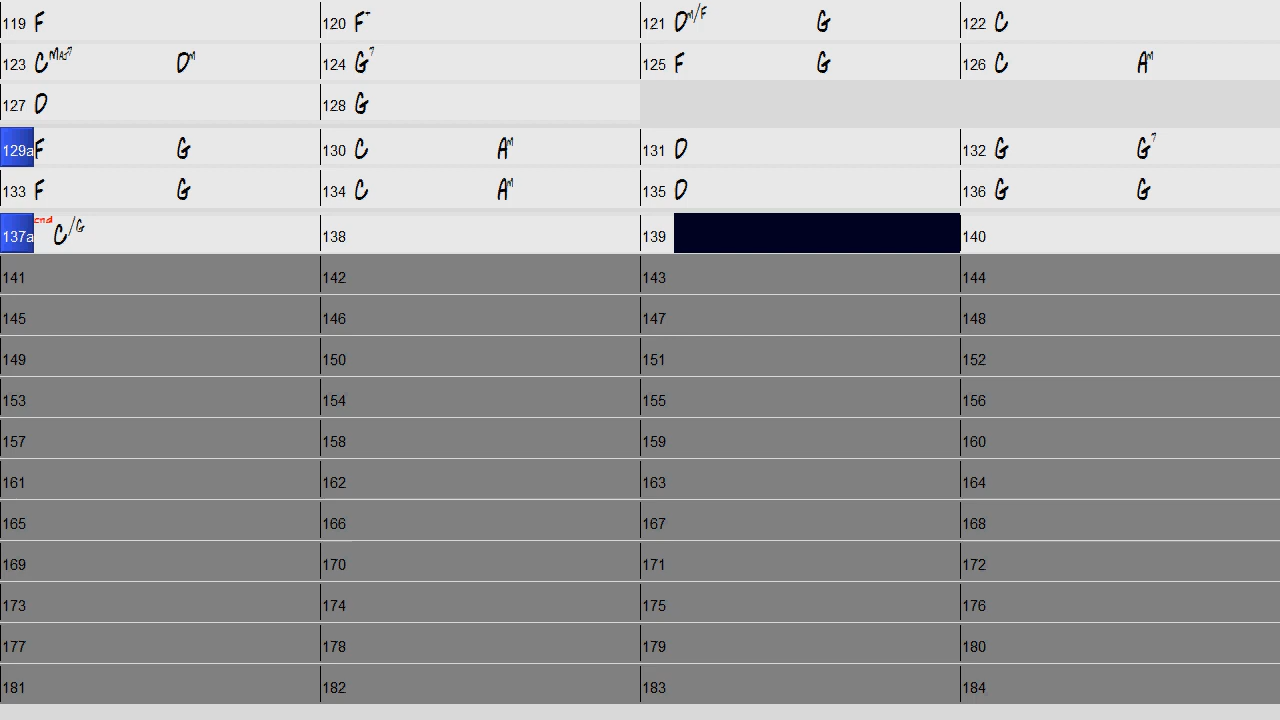 119 F 120 F+ 121 Dm/F G 122 C
123 CMaj7 Dm 124 G7 125 F G 126 C Am
127 D 128 G
129a F G 130 C Am 131 D 132 G G7
133 F G 134 C Am 135 D 136 G G
137a end C/G 138 139 140
141 142 143 144
145 146 147 148
149 150 151 152
153 154 155 156
157 158 159 160
161 162 163 164
165 166 167 168
169 170 171 172
173 174 175 176
177 178 179 180
181 182 183 184